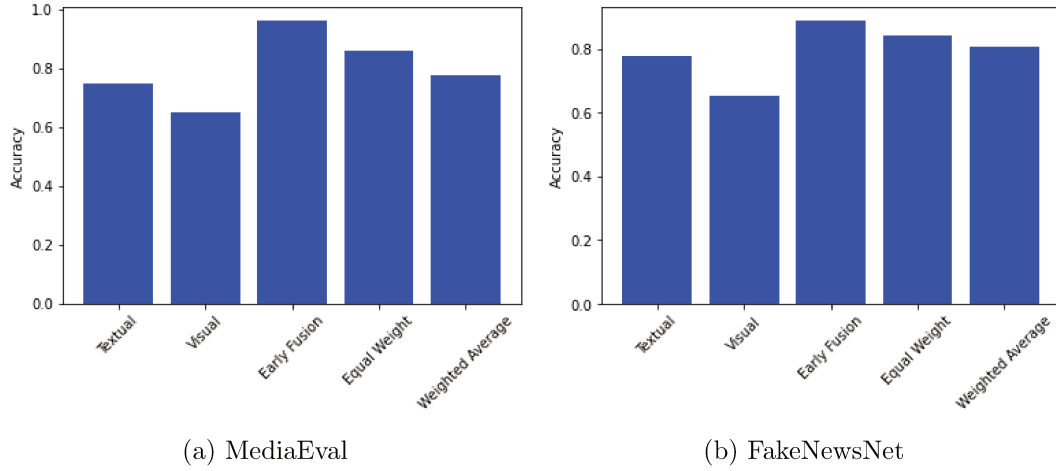 1.0
0.8
0.6
0.4
0.2
0.0
Accuracy
Textual
Visual
Early Fusion
Equal Weight
Weighted Average
(a) MediaEval
0.8
0.6
0.4
0.2
0.0
Accuracy
Textual
Visual
Early Fusion
Equal Weight
Weighted Average
(b) FakeNewsNet